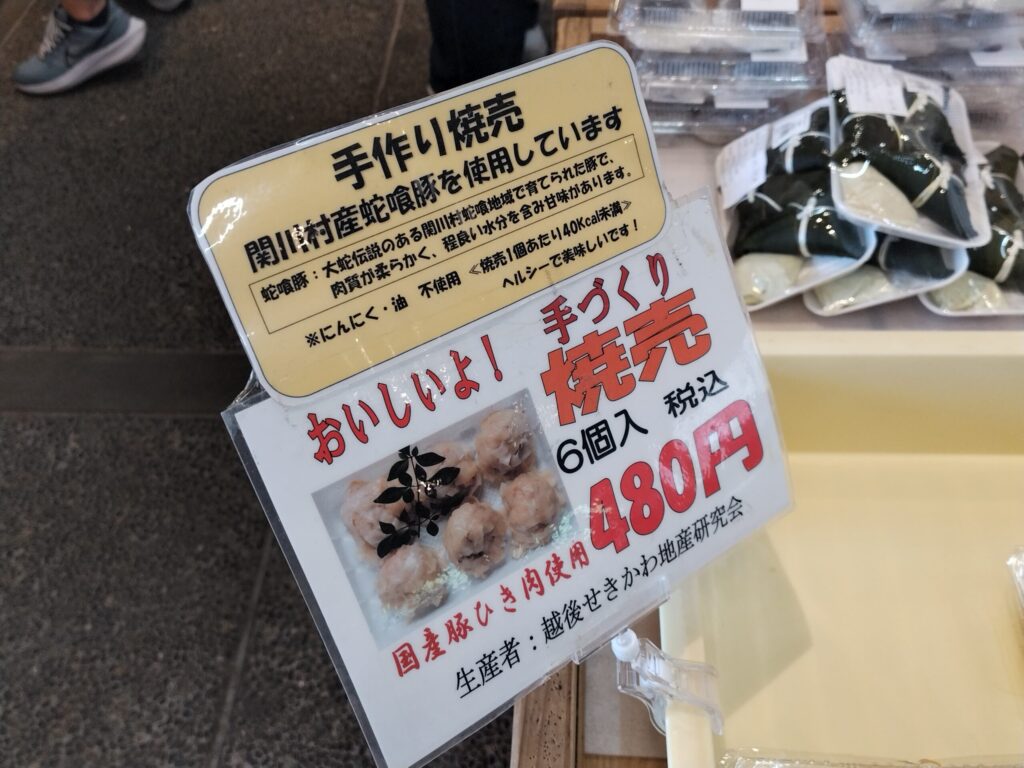 手作り焼売
関川村産蛇喰豚を使用しています
蛇喰豚：大蛇伝説のある関川村蛇喰地域で育てられた豚で、
肉質が柔らかく、程良い水分を含み甘味があります。
※にんにく・油　不使用　≪焼売1個あたり40Kcal未満≫
ヘルシーで美味しいです！
おいしいよ！
手づくり
焼売
6個入　税込
480円
国産豚ひき肉使用
生産者：越後せきかわ地産研究会